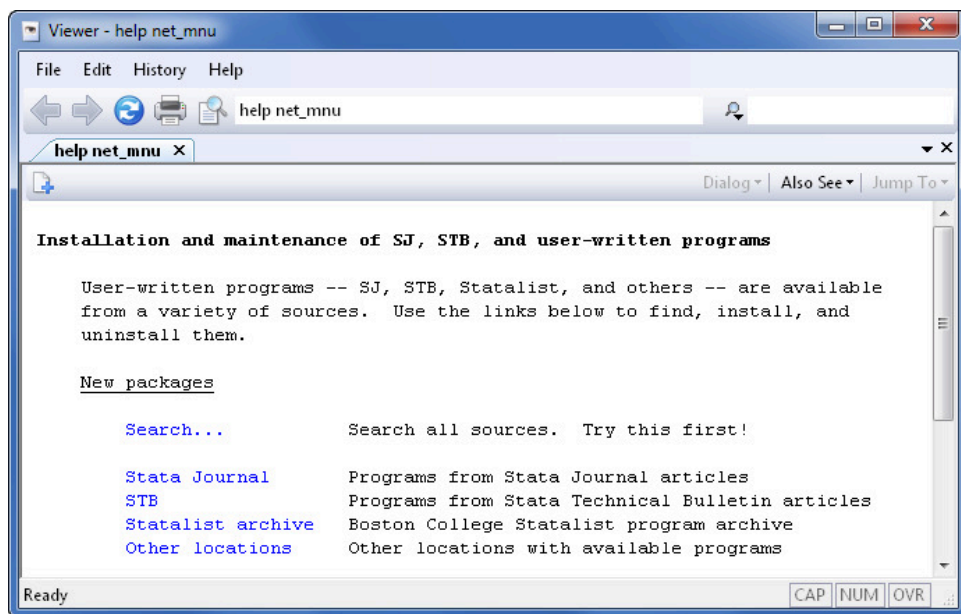 Viewer - help net_mnu
File Edit History Help
help net_mnu
help net_mnu X
Dialog Also See Jump To
Installation and maintenance of SJ, STB, and user-written programs
User-written programs -- SJ, STB, Statalist, and others -- are available
from a variety of sources. Use the links below to find, install, and
uninstall them.
New packages
Search... Search all sources. Try this first!
Stata Journal Programs from Stata Journal articles
STB Programs from Stata Technical Bulletin articles
Statalist archive Boston College Statalist program archive
Other locations Other locations with available programs
Ready CAP NUM OVR